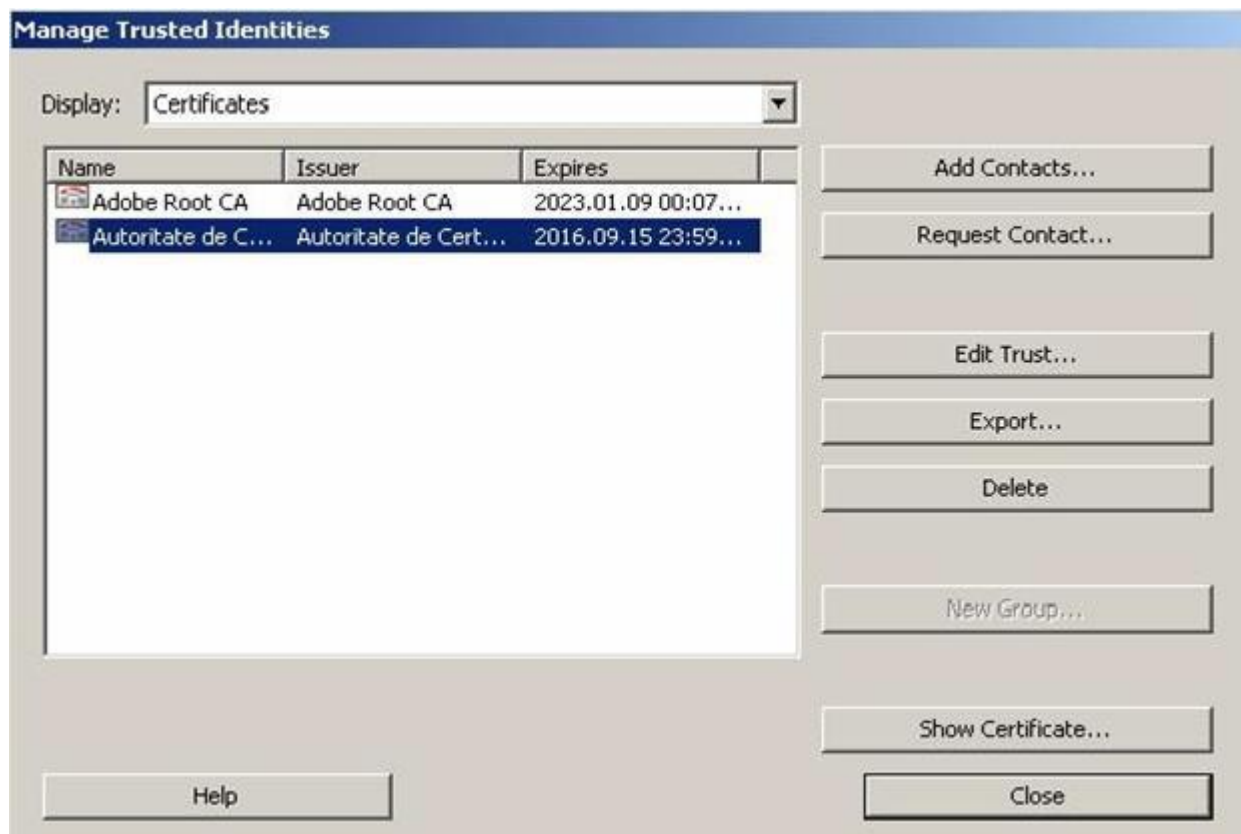 Manage Trusted Identities
Display: Certificates
Name Issuer Expires
Adobe Root CA Adobe Root CA 2023.01.09 00:07...
Autoritate de C... Autoritate de Cert... 2016.09.15 23:59...
Add Contacts...
Request Contact...
Edit Trust...
Export...
Delete
New Group...
Show Certificate...
Help Close